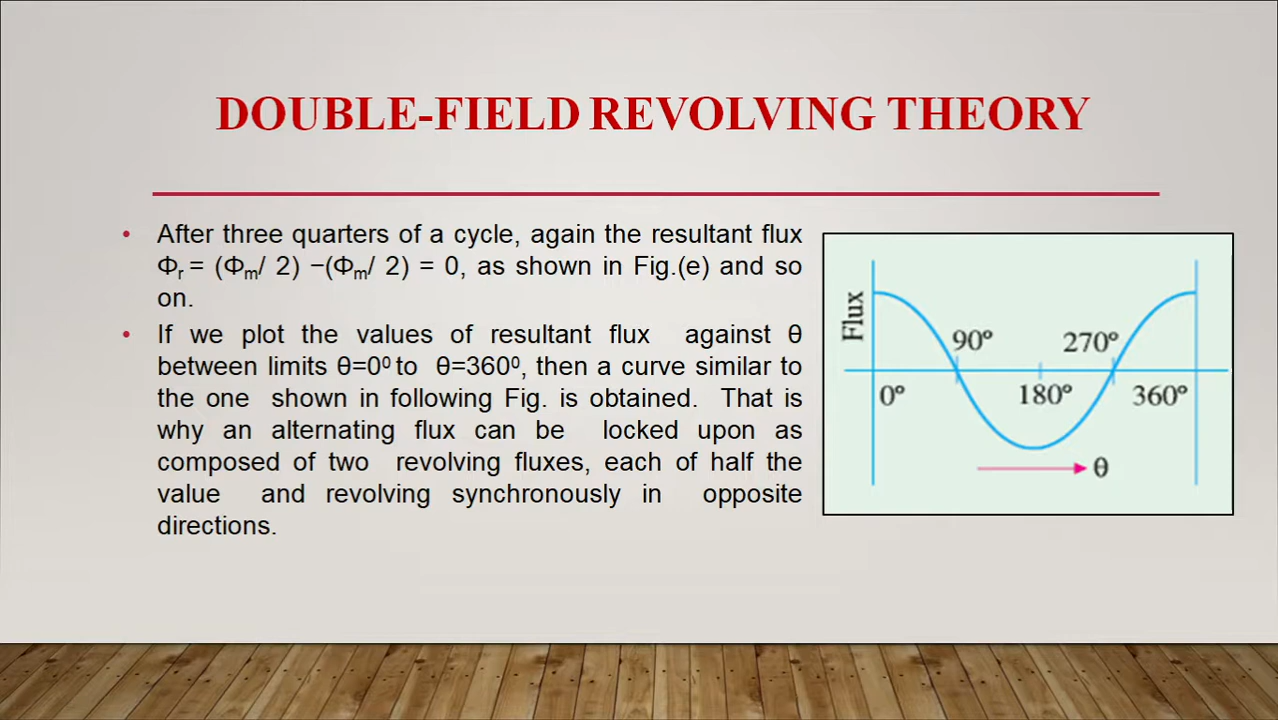 DOUBLE-FIELD REVOLVING THEORY
• After three quarters of a cycle, again the resultant flux
Φr = (Φm/ 2) −(Φm/ 2) = 0, as shown in Fig.(e) and so
on.
• If we plot the values of resultant flux against θ
between limits θ=0⁰ to θ=360⁰, then a curve similar to
the one shown in following Fig. is obtained. That is
why an alternating flux can be locked upon as
composed of two revolving fluxes, each of half the
value and revolving synchronously in opposite
directions.
Flux
90° 270°
0° 180° 360°
θ